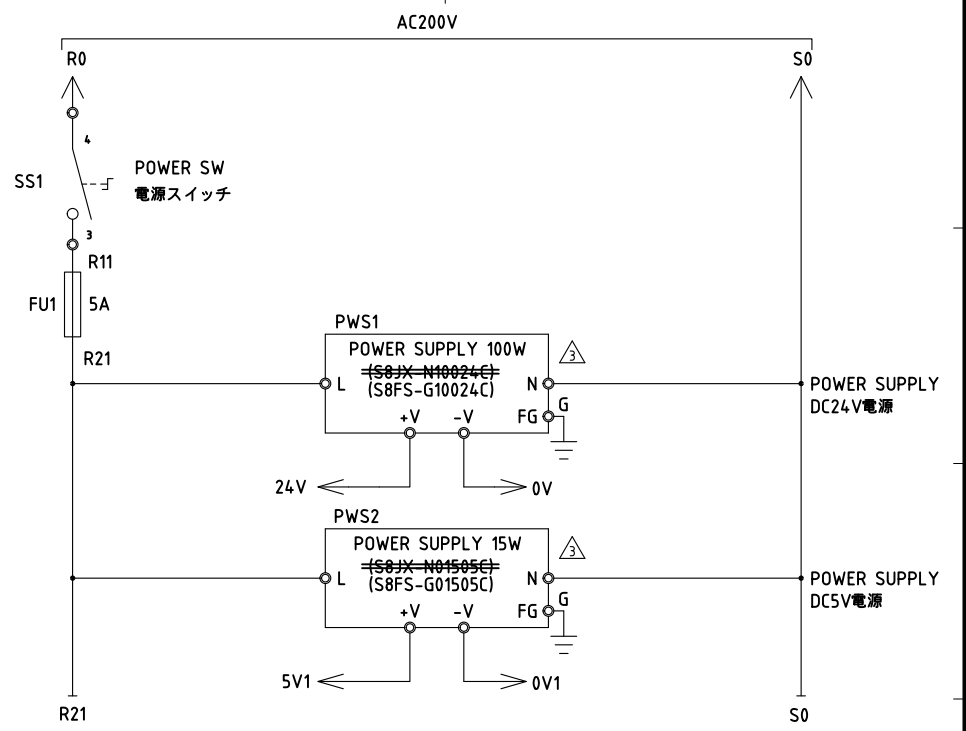 AC200V
R0
S0
4
SS1
POWER SW
電源スイッチ
3
R11
FU1
5A
R21
PWS1
POWER SUPPLY 100W
(S8JX-N10024C)
(S8FS-G10024C)
3
L
N
+V
-V
FG
G
POWER SUPPLY
DC24V電源
24V
0V
PWS2
POWER SUPPLY 15W
(S8JX-N01505C)
(S8FS-G01505C)
3
L
N
+V
-V
FG
G
POWER SUPPLY
DC5V電源
5V1
0V1
R21
S0